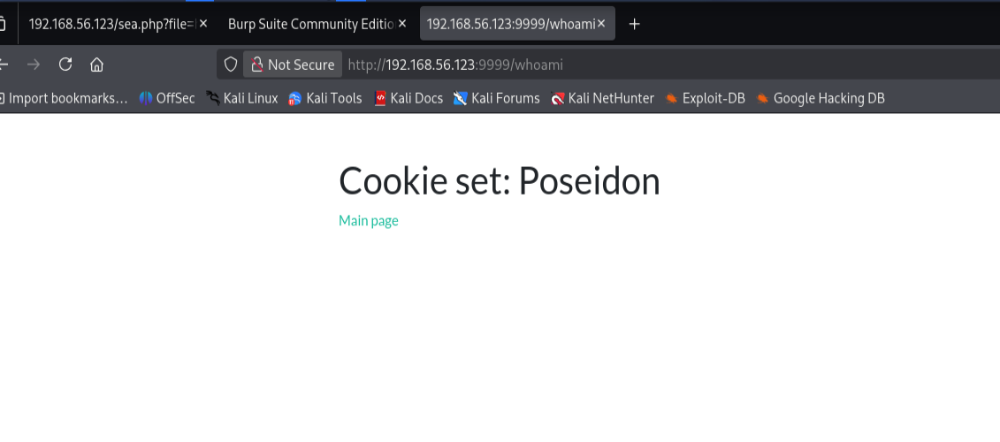 192.168.56.123/sea.php?file=
Burp Suite Community Editio
192.168.56.123:9999/whoami
Not Secure
http://192.168.56.123:9999/whoami
Import bookmarks...
OffSec
Kali Linux
Kali Tools
Kali Docs
Kali Forums
Kali NetHunter
Exploit-DB
Google Hacking DB
Cookie set: Poseidon
Main page